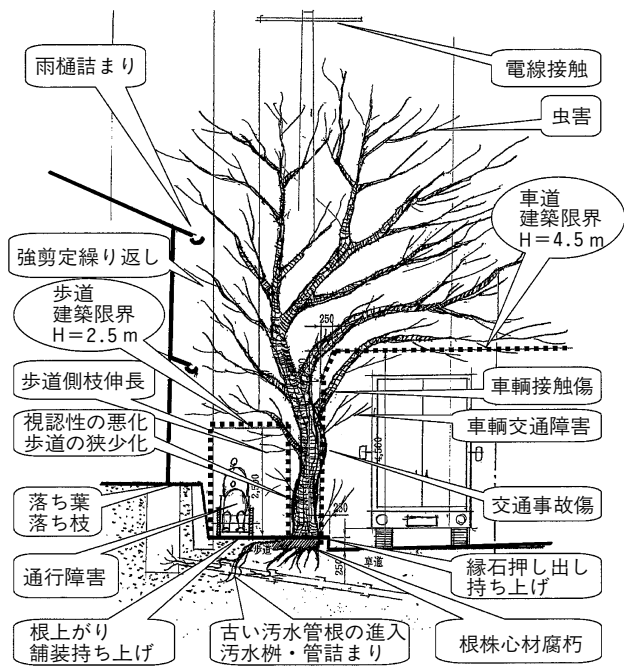 雨樋詰まり
電線接触
虫害
車道
建築限界
H=4.5m
強剪定繰り返し
歩道
建築限界
H=2.5m
250
歩道側枝伸長
車輌接触傷
視認性の悪化
歩道の狭少化
車輌交通障害
4,500
2,500
交通事故傷
落ち葉
落ち枝
250
歩道
車道
250
通行障害
縁石押し出し
持ち上げ
根上がり
舗装持ち上げ
古い汚水管根の進入
汚水桝・管詰まり
根株心材腐朽